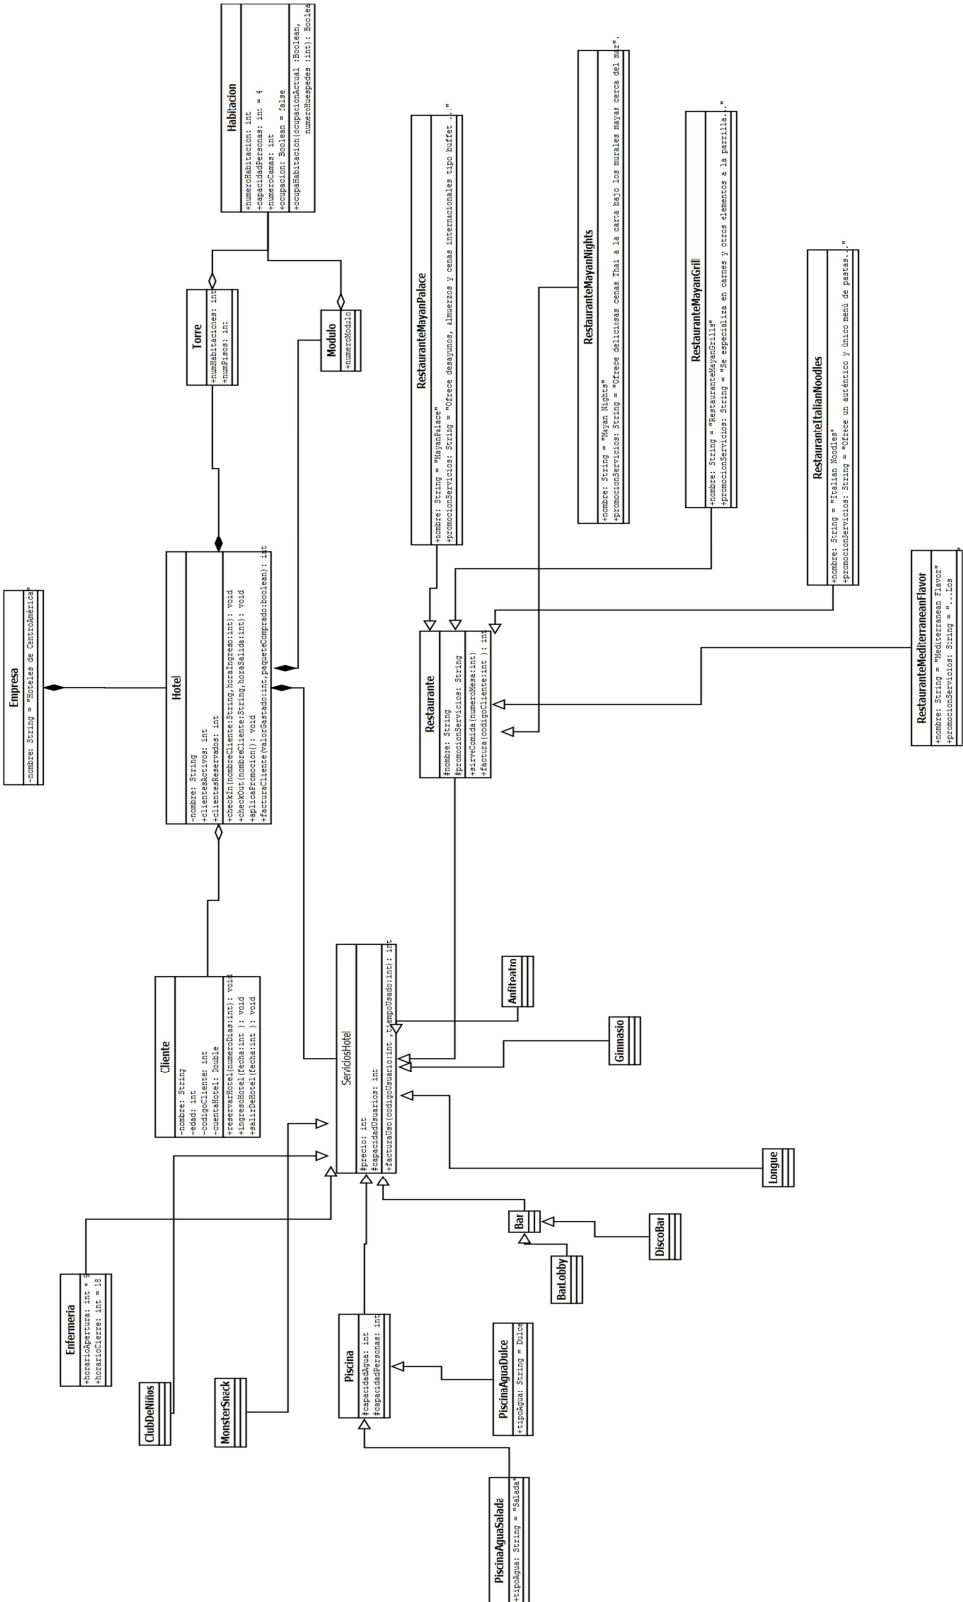 Empresa
-nombre: String = "Hoteles de CentroAmérica"
Hotel
-nombre: String
+clientesActivos: int
+clientesReservados: int
+checkIn(nombreCliente:String,horaIngreso:int): void
+checkOut(nombreCliente:String,horaSalida:int): void
+aplicaPromocion(): void
+facturaCliente(valorGastado:int,paqueteComprado:boolean): int
Cliente
-nombre: String
-edad: int
-codigoCliente: int
-cuentaHotel: Double
+reservarHotel(numeroDias:int): void
+ingresoHotel(fecha:int ): void
+salirDeHotel(fecha:int ): void
Torre
+numHabitaciones: int
+numPisos: int
Modulo
+numeroModulo
Habitacion
+numeroHabitacion: int
+capacidadPersonas: int = 4
+numeroCamas: int
+ocupacion: Boolean = false
+ocupaHabitacion(ocupacionActual :Boolean,
numeroHuespedes :int): Boolea
Enfermeria
+horarioApertura: int = 9
+horarioCierre: int = 18
ClubDeNiños
MonsterSnack
ServiciosHotel
#precio: int
#capacidadUsuarios: int
+facturaUso(codigoUsuario:int ,tiempoUsado:int): int
Piscina
#capacidadAgua: int
#capacidadPersonas: int
PiscinaAguaSalada
+tipoAgua: String = "Salada"
PiscinaAguaDulce
+tipoAgua: String = Dulce
Bar
BarLobby
DiscoBar
Longue
Gimnasio
Anfiteatro
Restaurante
#nombre: String
#promocionServicios: String
+sirveComida(numeroMesa:int)
+factura(codigoCliente:int ): int
RestauranteMayanPalace
+nombre: String = "MayanPalace"
+promocionServicios: String = "Ofrece desayunos, almuerzos y cenas internacionales tipo buffet ..."
RestauranteMayanNights
+nombre: String = "Mayan Nights"
+promocionServicios: String = "Ofrece deliciosas cenas Thai a la carta bajo los murales mayas cerca del mar".
RestauranteMayanGrill
+nombre: String = "RestauranteMayanGrills"
+promocionServicios: String = "Se especializa en carnes y otros elementos a la parrilla..."
RestauranteItalianNoodles
+nombre: String = "Italian Noodles"
+promocionServicios: String = "Ofrece un auténtico y único menú de pastas..."
RestauranteMediterraneanFlavor
+nombre: String = "Mediterranean Flavor"
+promocionServicios: String = "...Los "